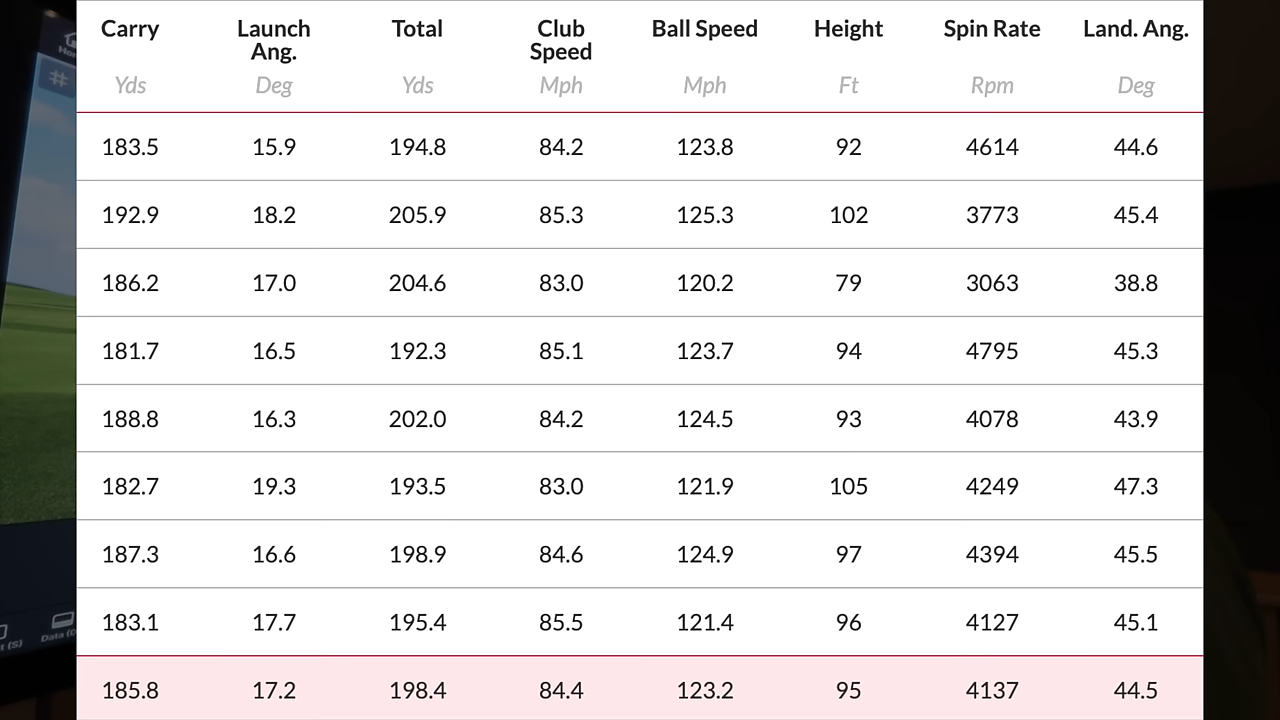 Carry Launch Ang. Total Club Speed Ball Speed Height Spin Rate Land. Ang.
Yds Deg Yds Mph Mph Ft Rpm Deg
183.5 15.9 194.8 84.2 123.8 92 4614 44.6
192.9 18.2 205.9 85.3 125.3 102 3773 45.4
186.2 17.0 204.6 83.0 120.2 79 3063 38.8
181.7 16.5 192.3 85.1 123.7 94 4795 45.3
188.8 16.3 202.0 84.2 124.5 93 4078 43.9
182.7 19.3 193.5 83.0 121.9 105 4249 47.3
187.3 16.6 198.9 84.6 124.9 97 4394 45.5
183.1 17.7 195.4 85.5 121.4 96 4127 45.1
185.8 17.2 198.4 84.4 123.2 95 4137 44.5
#
(S) Data